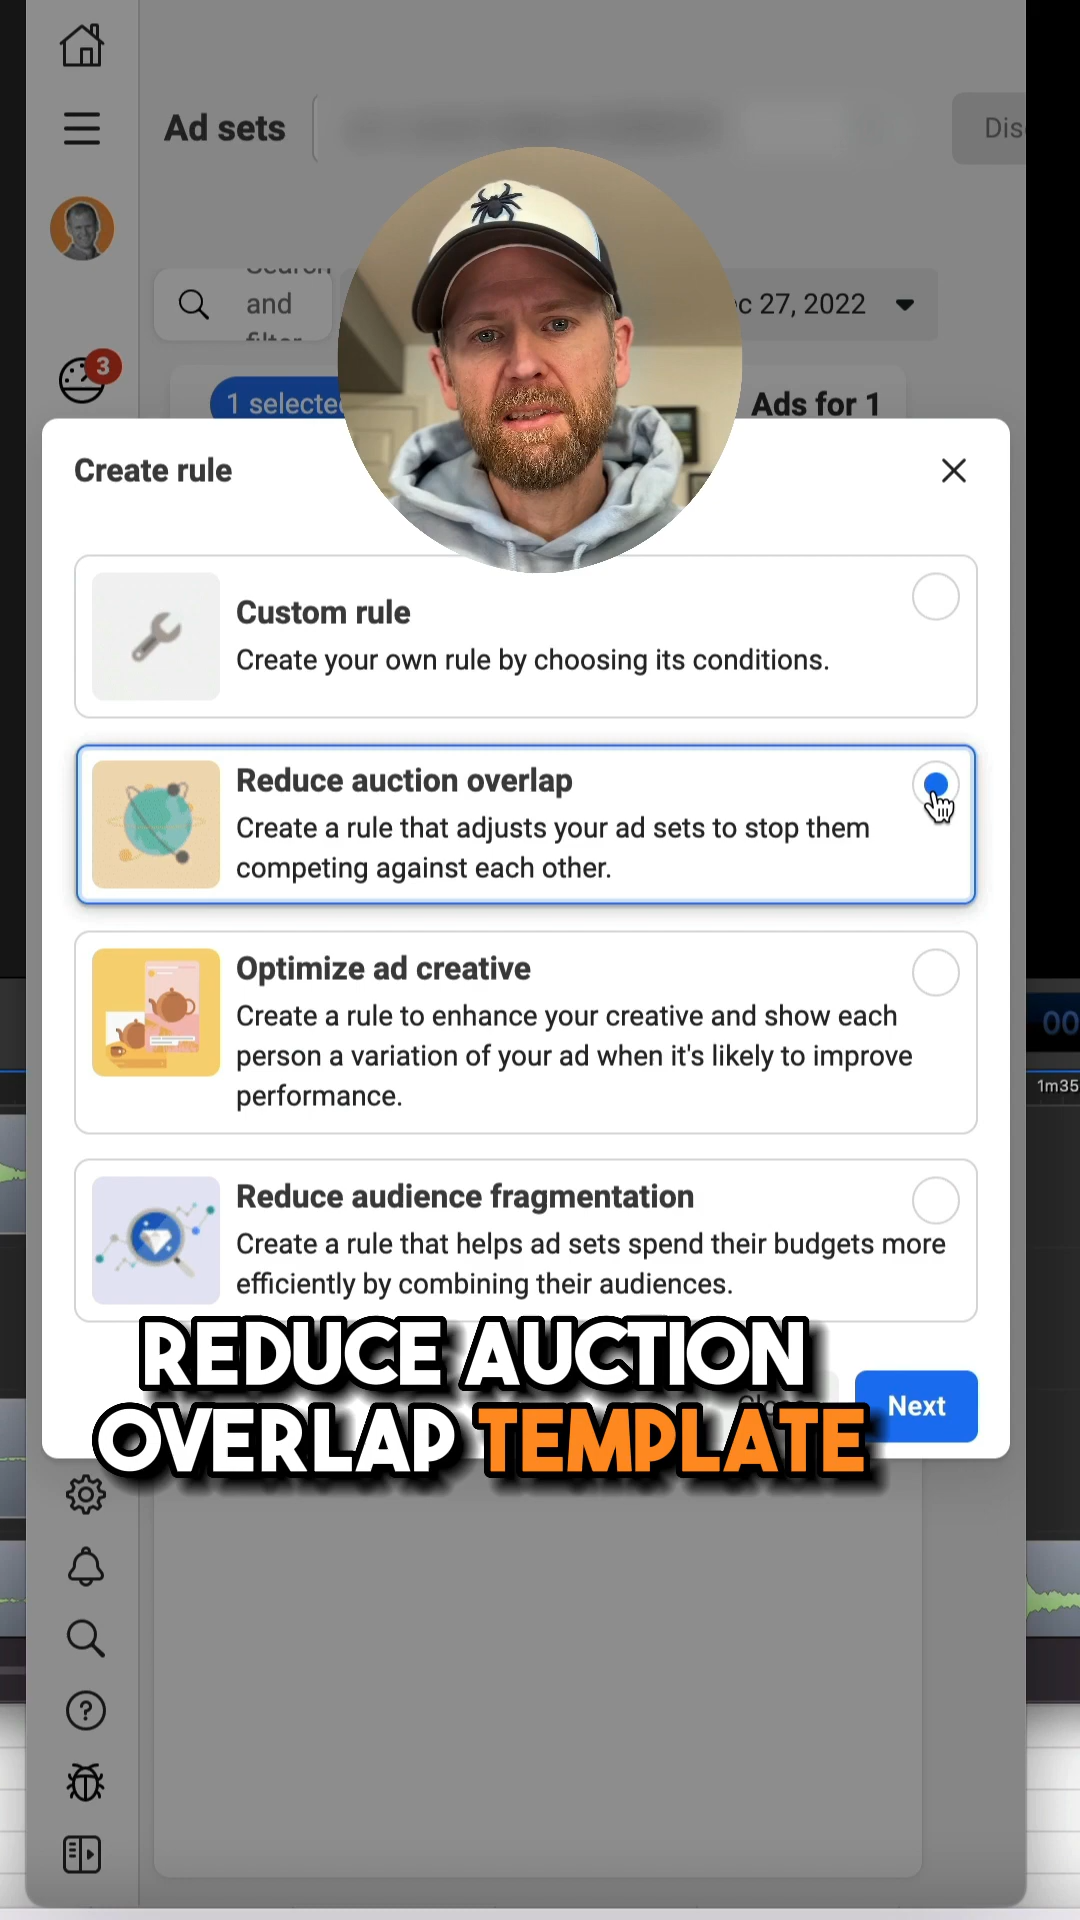 Ad sets
Search
and
filter
27, 2022
3
1 selected
Ads for 1
Create rule
Custom rule
Create your own rule by choosing its conditions.
Reduce auction overlap
Create a rule that adjusts your ad sets to stop them
competing against each other.
Optimize ad creative
Create a rule to enhance your creative and show each
person a variation of your ad when it's likely to improve
performance.
00
1m35
Reduce audience fragmentation
Create a rule that helps ad sets spend their budgets more
efficiently by combining their audiences.
REDUCE AUCTION
OVERLAP TEMPLATE
Close
Next